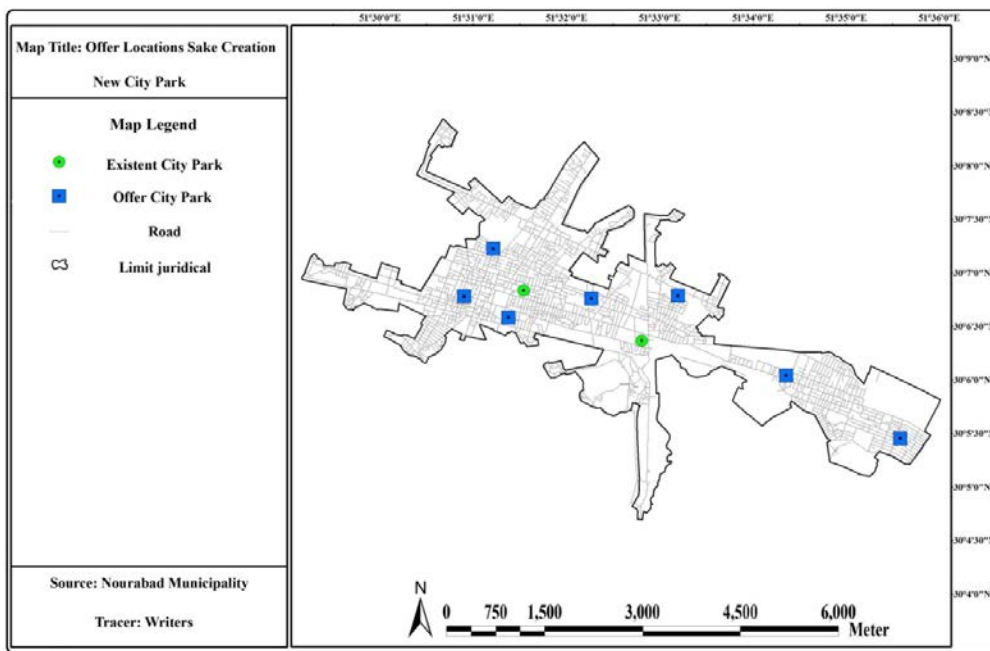 Map Title: Offer Locations Sake Creation
New City Park
Map Legend
Existent City Park
Offer City Park
Road
Limit juridical
Source: Nourabad Municipality
Tracer: Writers
51°30'0"E 51°31'0"E 51°32'0"E 51°33'0"E 51°34'0"E 51°35'0"E 51°36'0"E
30°9'0"N
30°8'30"N
30°8'0"N
30°7'30"N
30°7'0"N
30°6'30"N
30°6'0"N
30°5'30"N
30°5'0"N
30°4'30"N
30°4'0"N
N
0 750 1,500 3,000 4,500 6,000
Meter